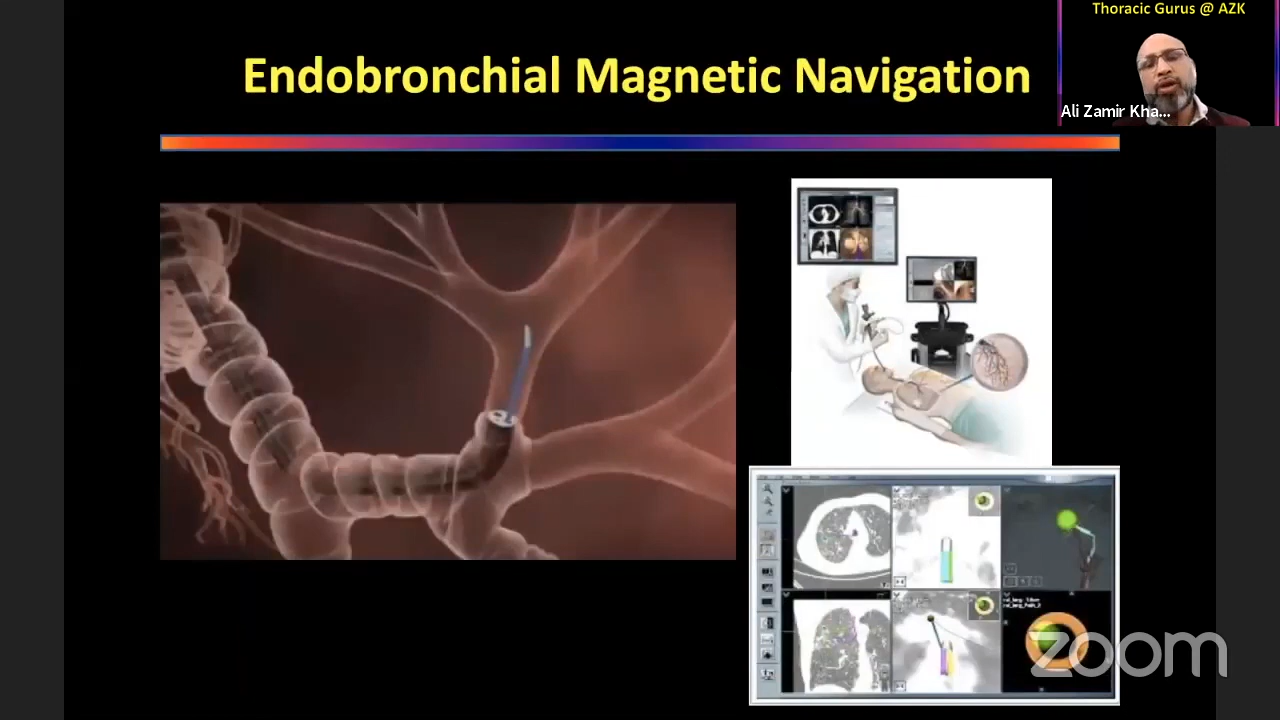 Thoracic Gurus @ AZK
Endobronchial Magnetic Navigation
Ali Zamir Kha...
zoom